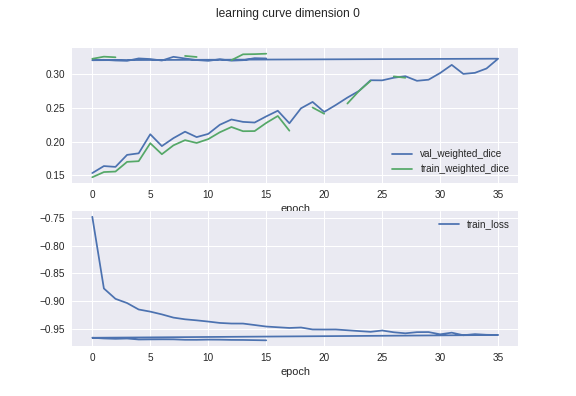 learning curve dimension 0
0.30
0.25
0.20
0.15
val_weighted_dice
train_weighted_dice
0 5 10 15 20 25 30 35
epoch
−0.75
−0.80
−0.85
−0.90
−0.95
train_loss
0 5 10 15 20 25 30 35
epoch